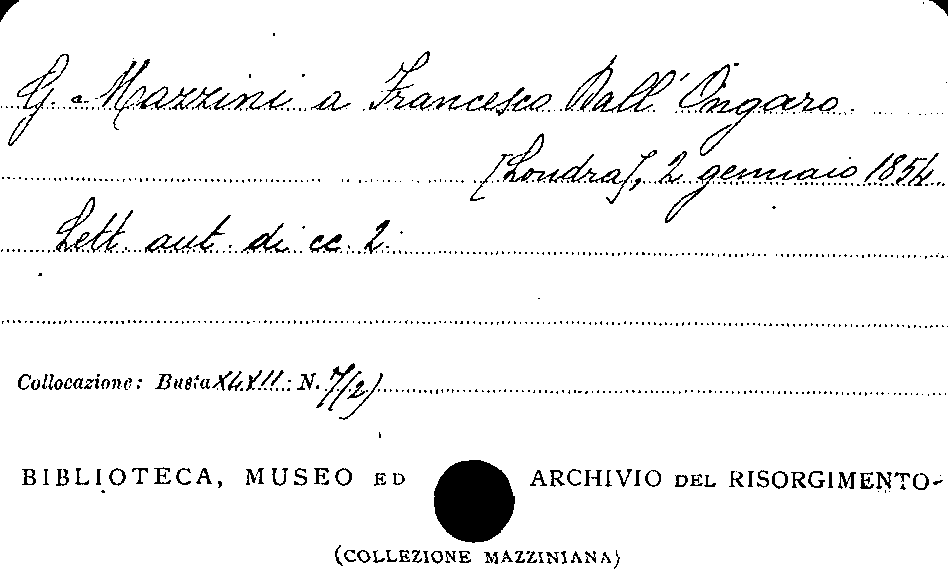 G. Mazzini a Francesco Dall' Ongaro.
[Londra], 2 gennaio 1854
Lett. aut. di cc. 2.
Collocazione: Busta XLVII: N. 7/(2)
BIBLIOTECA, MUSEO ED ARCHIVIO DEL RISORGIMENTO-
(COLLEZIONE MAZZINIANA)